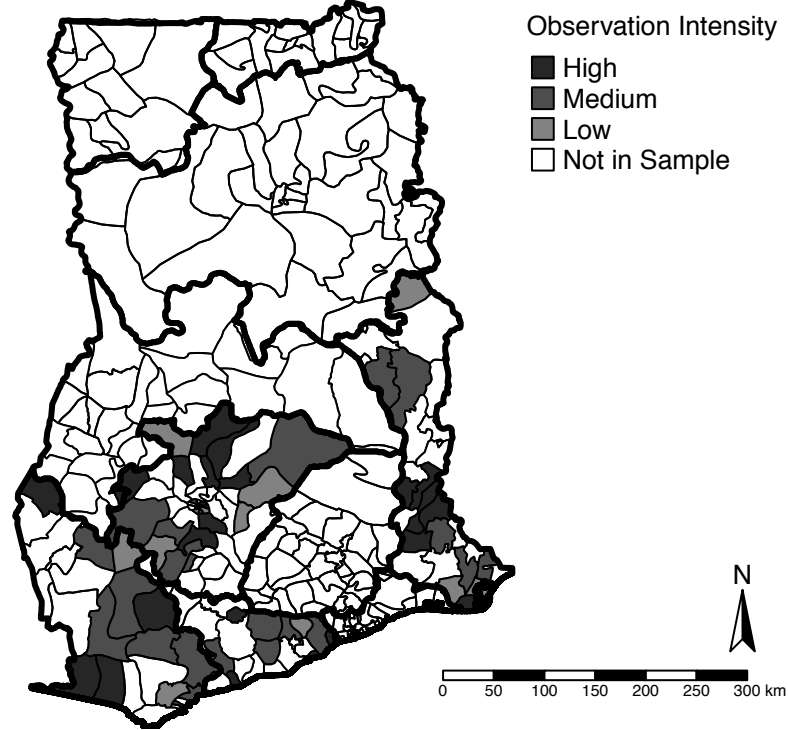 Observation Intensity
High
Medium
Low
Not in Sample
N
0 50 100 150 200 250 300 km